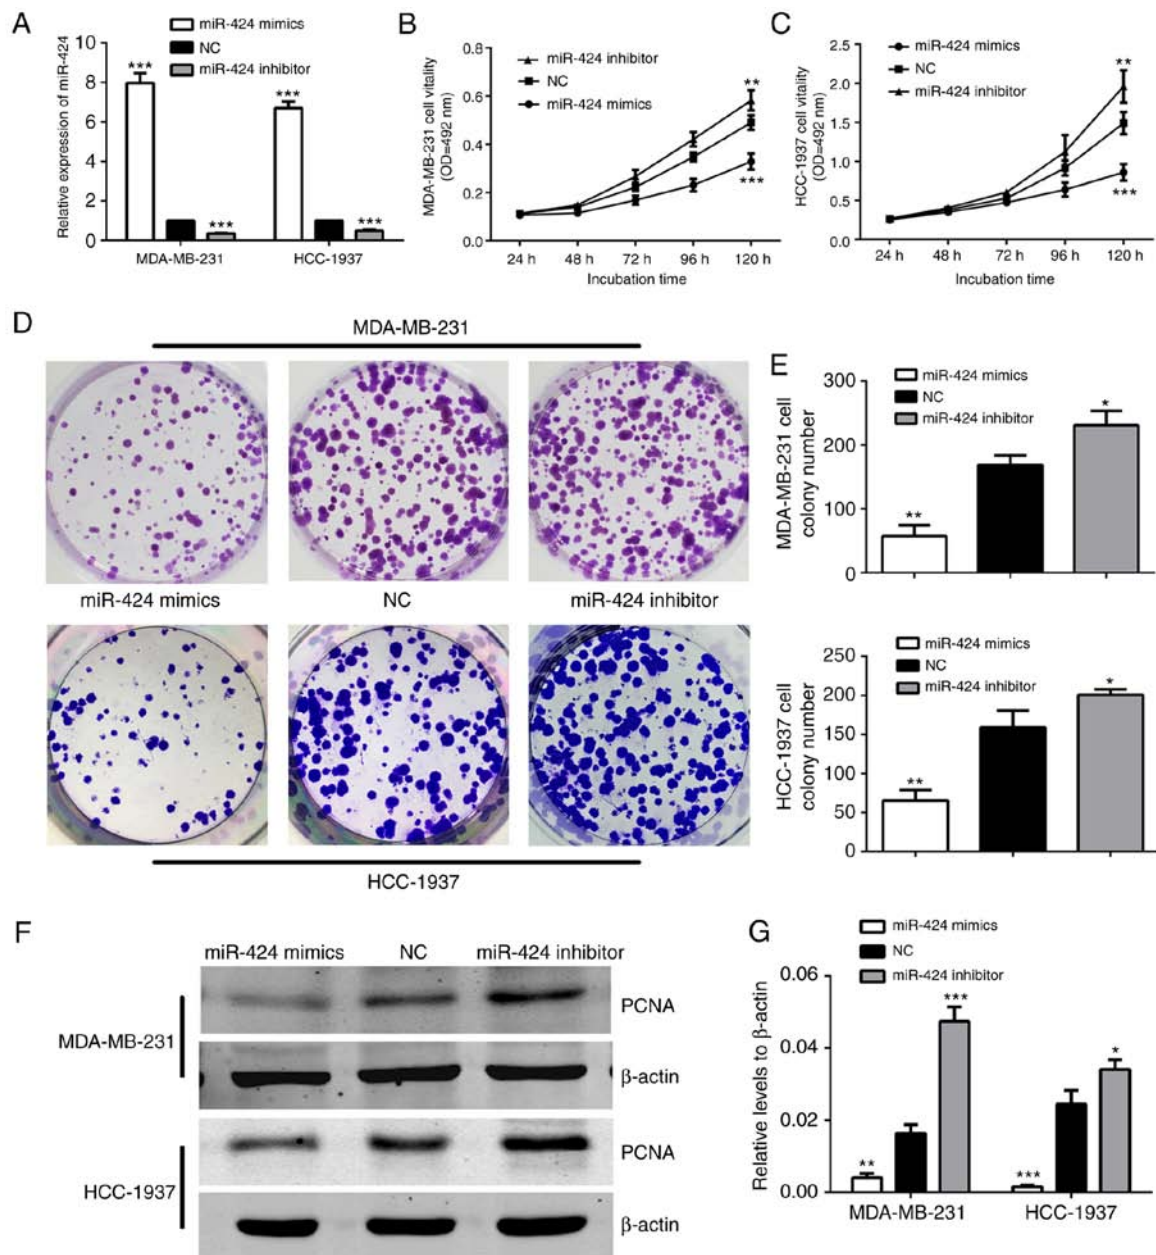 A
Relative expression of miR-424
10
8
6
4
2
0
miR-424 mimics
NC
miR-424 inhibitor
***
***
***
***
MDA-MB-231
HCC-1937
B
MDA-MB-231 cell vitality
(OD=492 nm)
0.8
0.6
0.4
0.2
0.0
miR-424 inhibitor
NC
miR-424 mimics
**
***
24 h
48 h
72 h
96 h
120 h
Incubation time
C
HCC-1937 cell vitality
(OD=492 nm)
2.5
2.0
1.5
1.0
0.5
0.0
miR-424 mimics
NC
miR-424 inhibitor
**
***
24 h
48 h
72 h
96 h
120 h
Incubation time
D
MDA-MB-231
miR-424 mimics
NC
miR-424 inhibitor
HCC-1937
E
MDA-MB-231 cell
colony number
300
200
100
0
miR-424 mimics
NC
miR-424 inhibitor
**
*
HCC-1937 cell
colony number
250
200
150
100
50
0
miR-424 mimics
NC
miR-424 inhibitor
**
*
F
miR-424 mimics
NC
miR-424 inhibitor
MDA-MB-231
PCNA
β-actin
HCC-1937
PCNA
β-actin
G
Relative levels to β-actin
0.06
0.04
0.02
0.00
miR-424 mimics
NC
miR-424 inhibitor
**
***
***
*
MDA-MB-231
HCC-1937